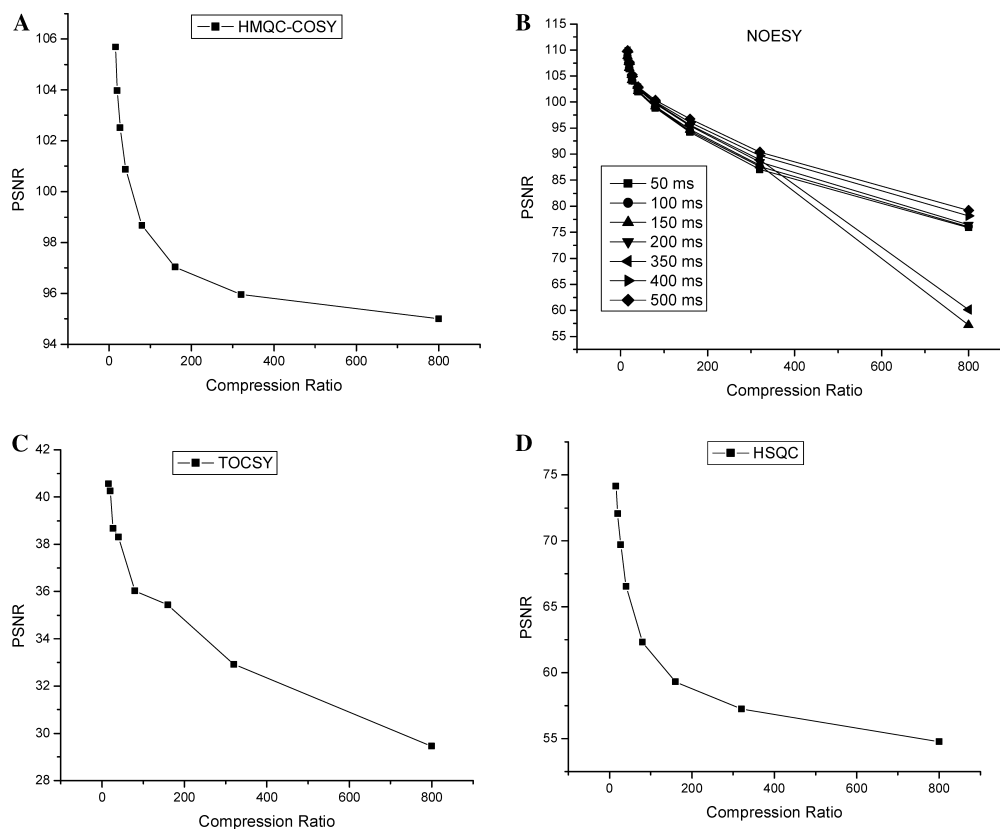 A
HMQC-COSY
106
104
102
100
98
96
94
PSNR
0
200
400
600
800
Compression Ratio
B
NOESY
115
110
105
100
95
90
85
80
75
70
65
60
55
PSNR
50 ms
100 ms
150 ms
200 ms
350 ms
400 ms
500 ms
0
200
400
600
800
Compression Ratio
C
TOCSY
42
40
38
36
33
31
28
PSNR
0
200
400
600
800
Compression Ratio
D
HSQC
75
70
65
60
55
PSNR
0
200
400
600
800
Compression Ratio